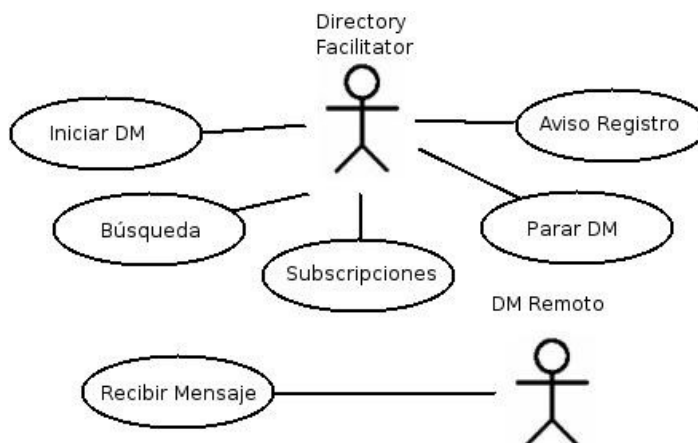 Directory
Facilitator
Iniciar DM
Aviso Registro
Búsqueda
Parar DM
Subscripciones
DM Remoto
Recibir Mensaje